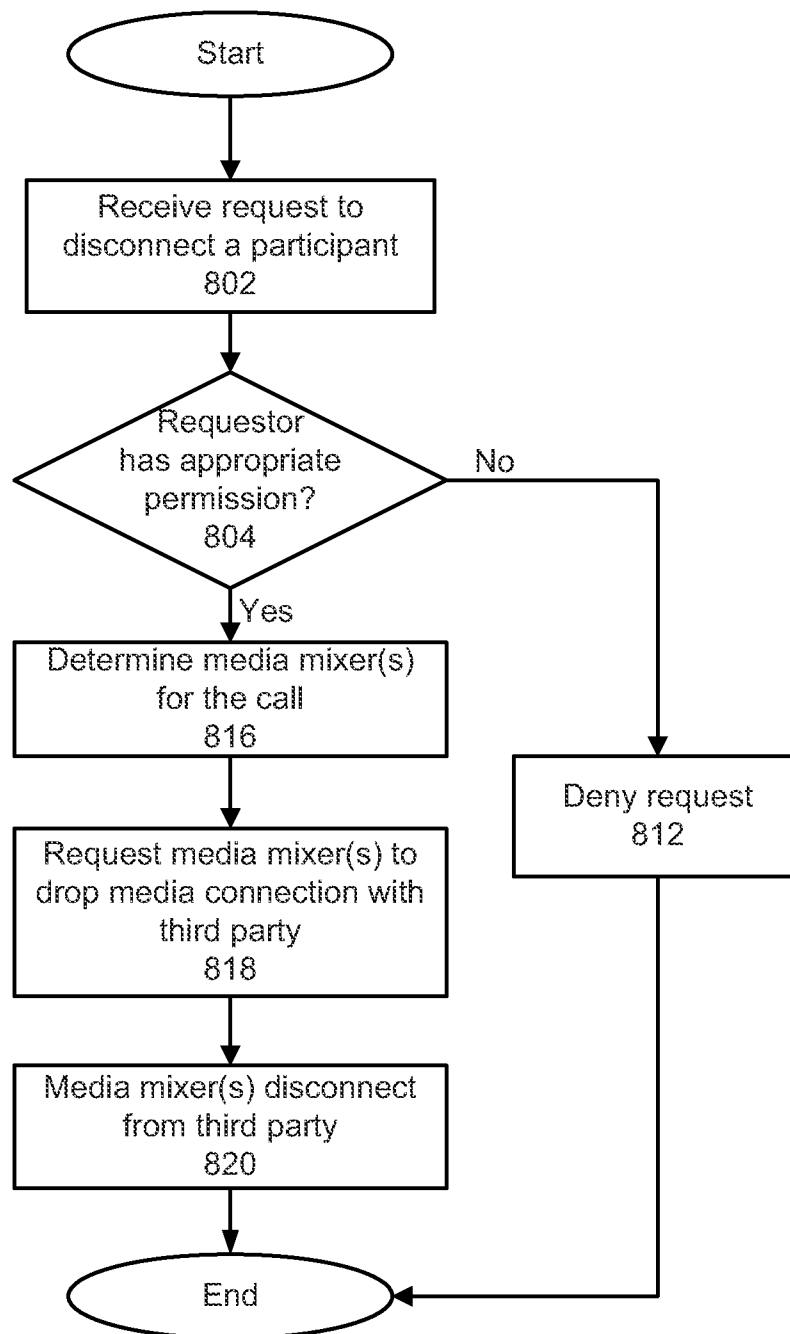 Start
Receive request to
disconnect a participant
802
Requestor
has appropriate
permission?
804
No
Yes
Determine media mixer(s)
for the call
816
Deny request
812
Request media mixer(s) to
drop media connection with
third party
818
Media mixer(s) disconnect
from third party
820
End